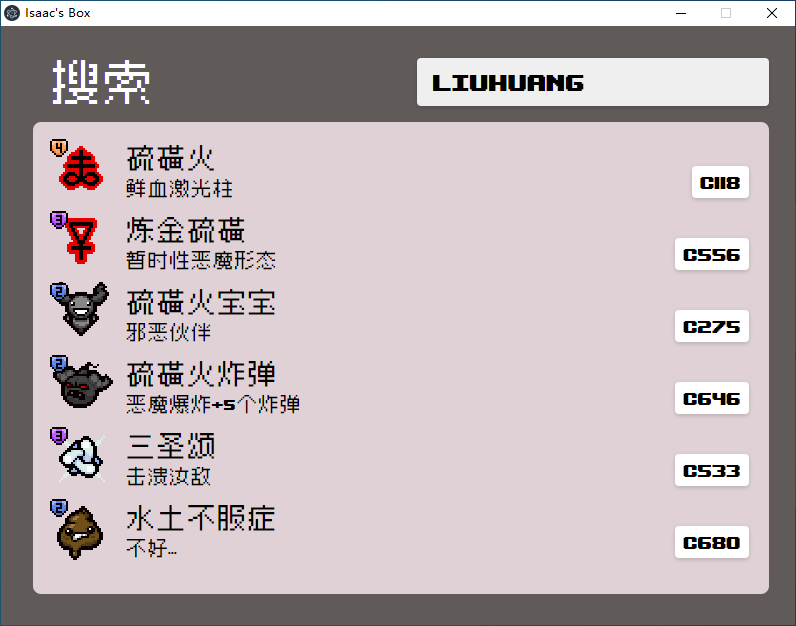 Isaac's Box
搜索
LIUHUANG
4
硫磺火
鲜血激光柱
C118
3
炼金硫磺
暂时性恶魔形态
C556
2
硫磺火宝宝
邪恶伙伴
C275
2
硫磺火炸弹
恶魔爆炸+5个炸弹
C646
3
三圣颂
击溃汝敌
C533
2
水土不服症
不好…
C680